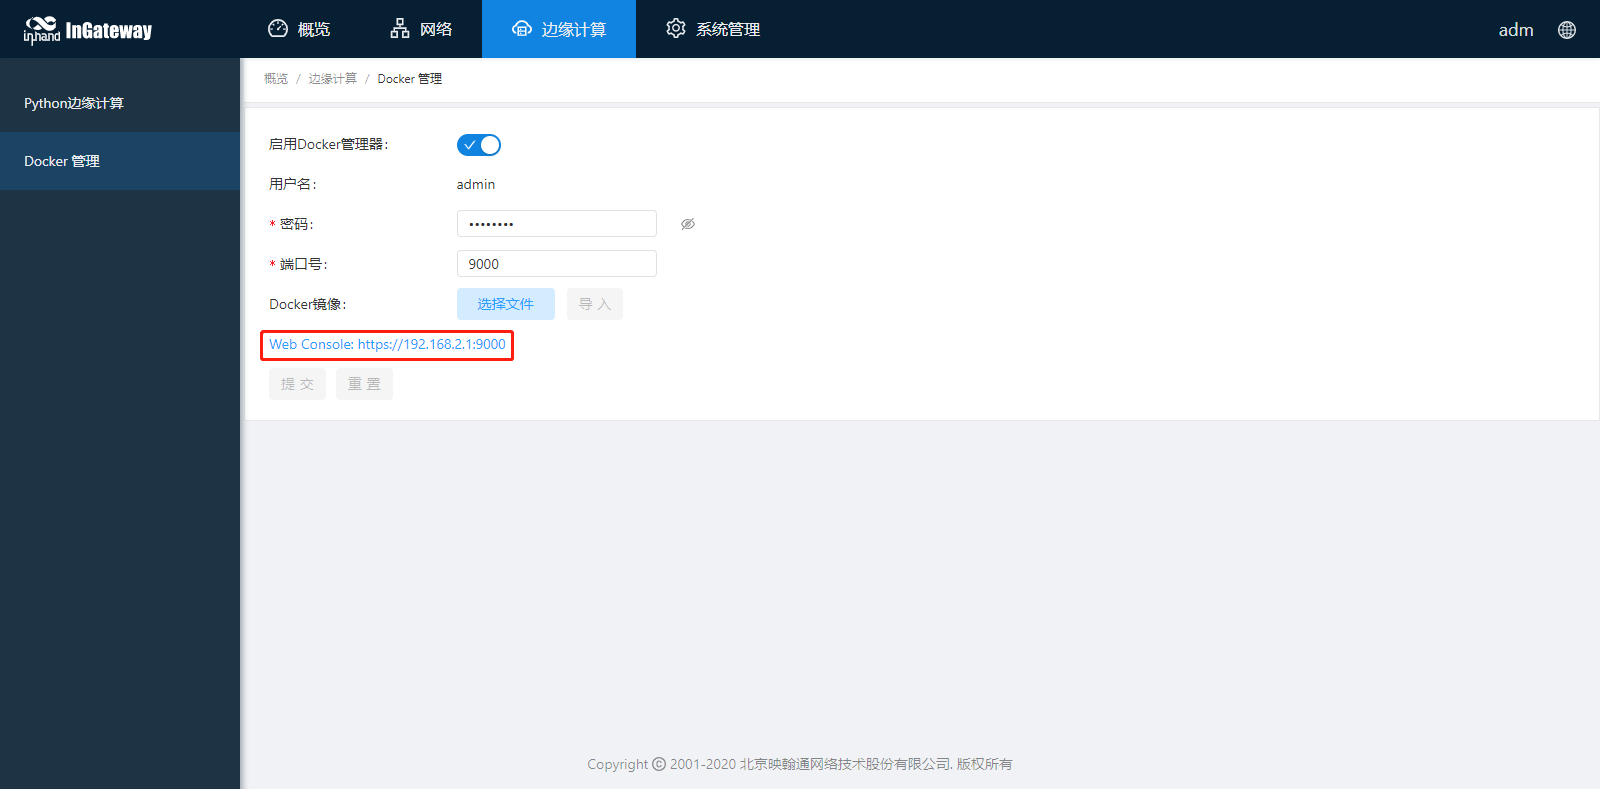 inhand InGateway 概览 网络 边缘计算 系统管理 adm
Python边缘计算
Docker 管理
概览 / 边缘计算 / Docker 管理
启用Docker管理器:
用户名: admin
* 密码: ••••••••
* 端口号: 9000
Docker镜像: 选择文件 导 入
Web Console: https://192.168.2.1:9000
提 交 重 置
Copyright © 2001-2020 北京映翰通网络技术股份有限公司. 版权所有